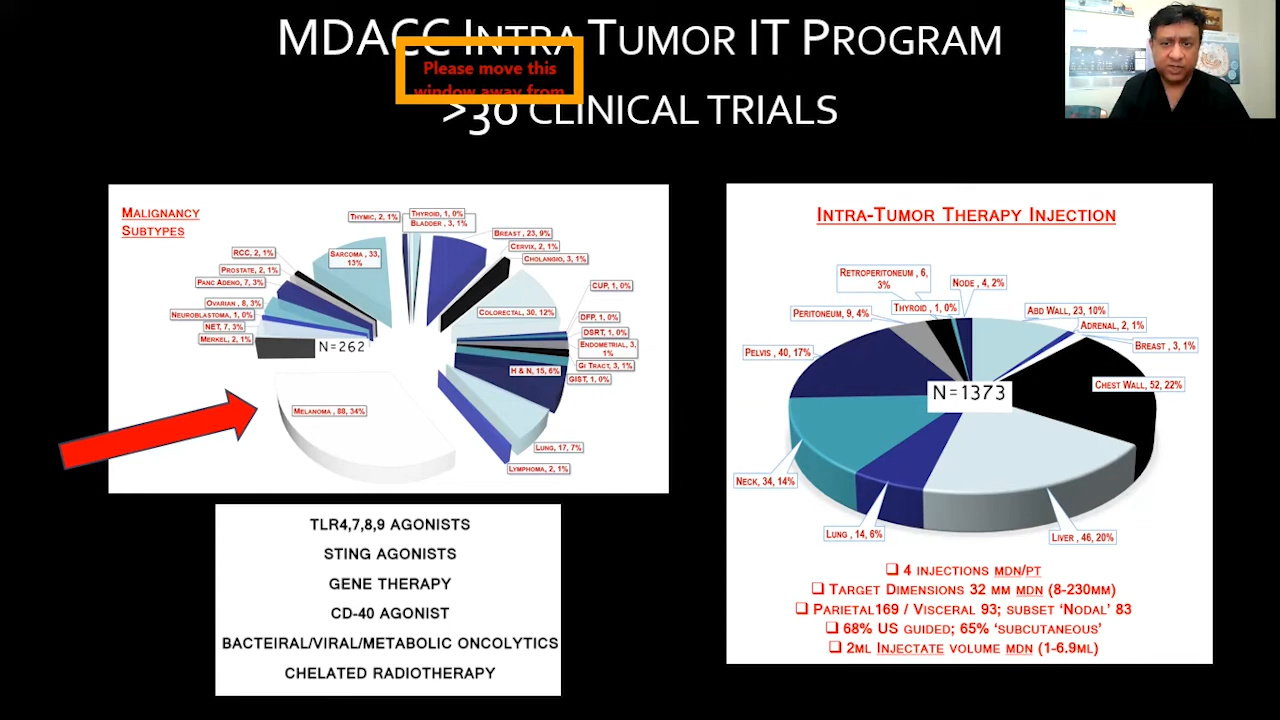 MDACC INTRA TUMOR IT PROGRAM
Please move this
window away from
>30 CLINICAL TRIALS
MALIGNANCY
SUBTYPES
THYMIC, 2, 1%
THYROID, 1, 0%
BLADDER , 3, 1%
BREAST , 23, 9%
CERVIX, 2, 1%
CHOLANGIO, 3, 1%
RCC, 2, 1%
SARCOMA , 33,
13%
PROSTATE, 2, 1%
PANC ADENO, 7, 3%
CUP, 1, 0%
OVARIAN , 8, 3%
COLORECTAL, 30, 12%
NEUROBLASTOMA, 1, 0%
DFP, 1, 0%
NET, 7, 3%
DSRT, 1, 0%
MERKEL, 2, 1%
N=262
ENDOMETRIAL, 3,
1%
GI TRACT, 3, 1%
H & N, 15, 6%
GIST, 1, 0%
MELANOMA , 88, 34%
LUNG, 17, 7%
LYMPHOMA, 2, 1%
TLR4,7,8,9 AGONISTS
STING AGONISTS
GENE THERAPY
CD-40 AGONIST
BACTEIRAL/VIRAL/METABOLIC ONCOLYTICS
CHELATED RADIOTHERAPY
INTRA-TUMOR THERAPY INJECTION
RETROPERITONEUM , 6,
3%
NODE , 4, 2%
THYROID , 1, 0%
PERITONEUM, 9, 4%
ABD WALL, 23, 10%
ADRENAL, 2, 1%
BREAST , 3, 1%
PELVIS , 40, 17%
CHEST WALL, 52, 22%
N=1373
NECK, 34, 14%
LUNG , 14, 6%
LIVER , 46, 20%
❑ 4 INJECTIONS MDN/PT
❑ TARGET DIMENSIONS 32 MM MDN (8-230MM)
❑ PARIETAL169 / VISCERAL 93; SUBSET ‘NODAL’ 83
❑ 68% US GUIDED; 65% ‘SUBCUTANEOUS’
❑ 2ML INJECTATE VOLUME MDN (1-6.9ML)